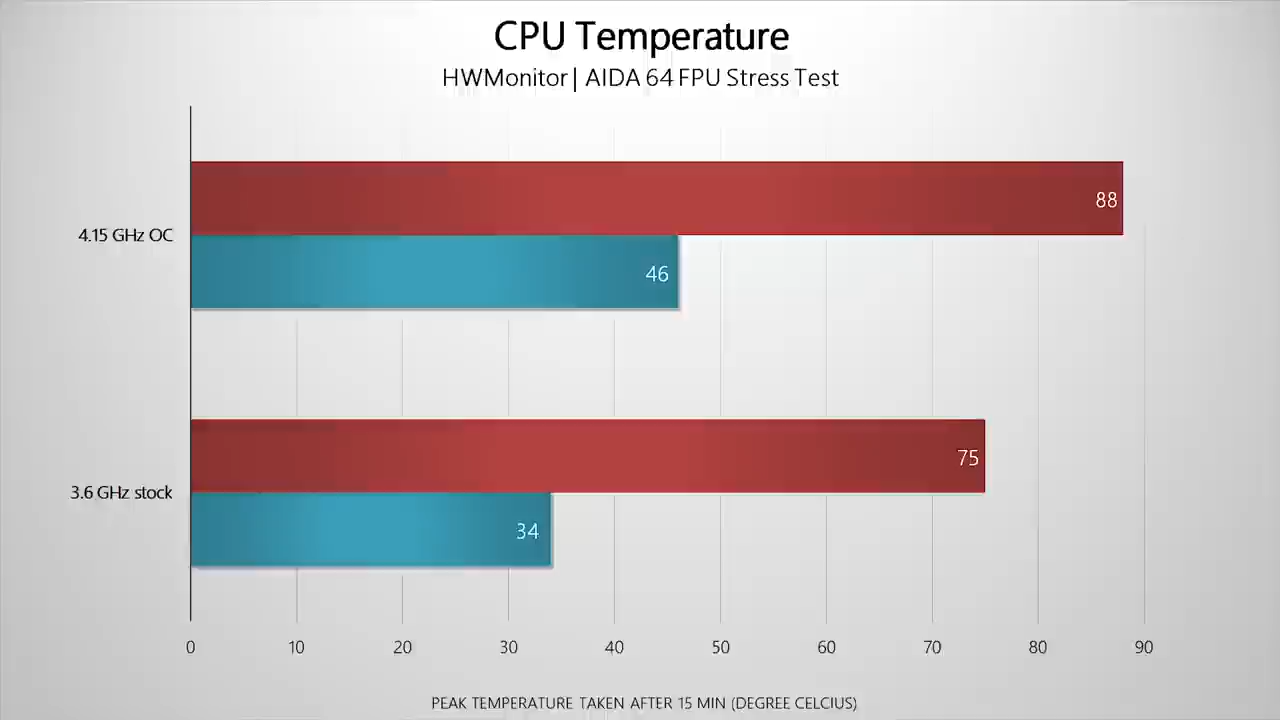 CPU Temperature
HWMonitor | AIDA 64 FPU Stress Test
88
4.15 GHz OC
46
75
3.6 GHz stock
34
0 10 20 30 40 50 60 70 80 90
PEAK TEMPERATURE TAKEN AFTER 15 MIN (DEGREE CELCIUS)